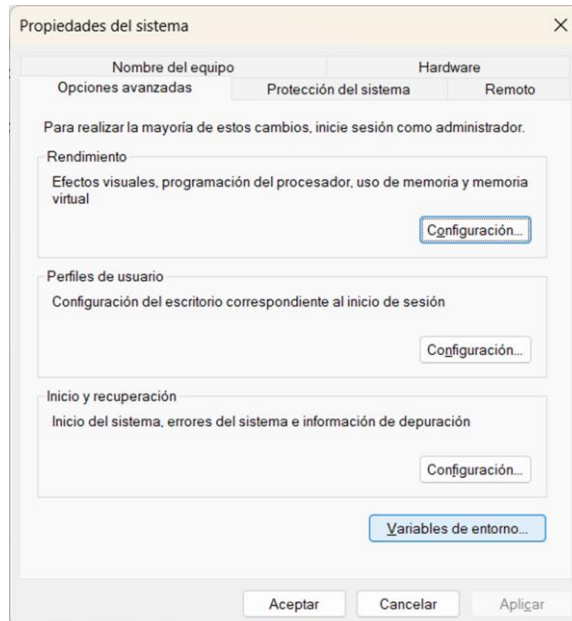 Propiedades del sistema
Nombre del equipo
Hardware
Opciones avanzadas
Protección del sistema
Remoto
Para realizar la mayoría de estos cambios, inicie sesión como administrador.
Rendimiento
Efectos visuales, programación del procesador, uso de memoria y memoria
virtual
Configuración...
Perfiles de usuario
Configuración del escritorio correspondiente al inicio de sesión
Configuración...
Inicio y recuperación
Inicio del sistema, errores del sistema e información de depuración
Configuración...
Variables de entorno...
Aceptar
Cancelar
Aplicar